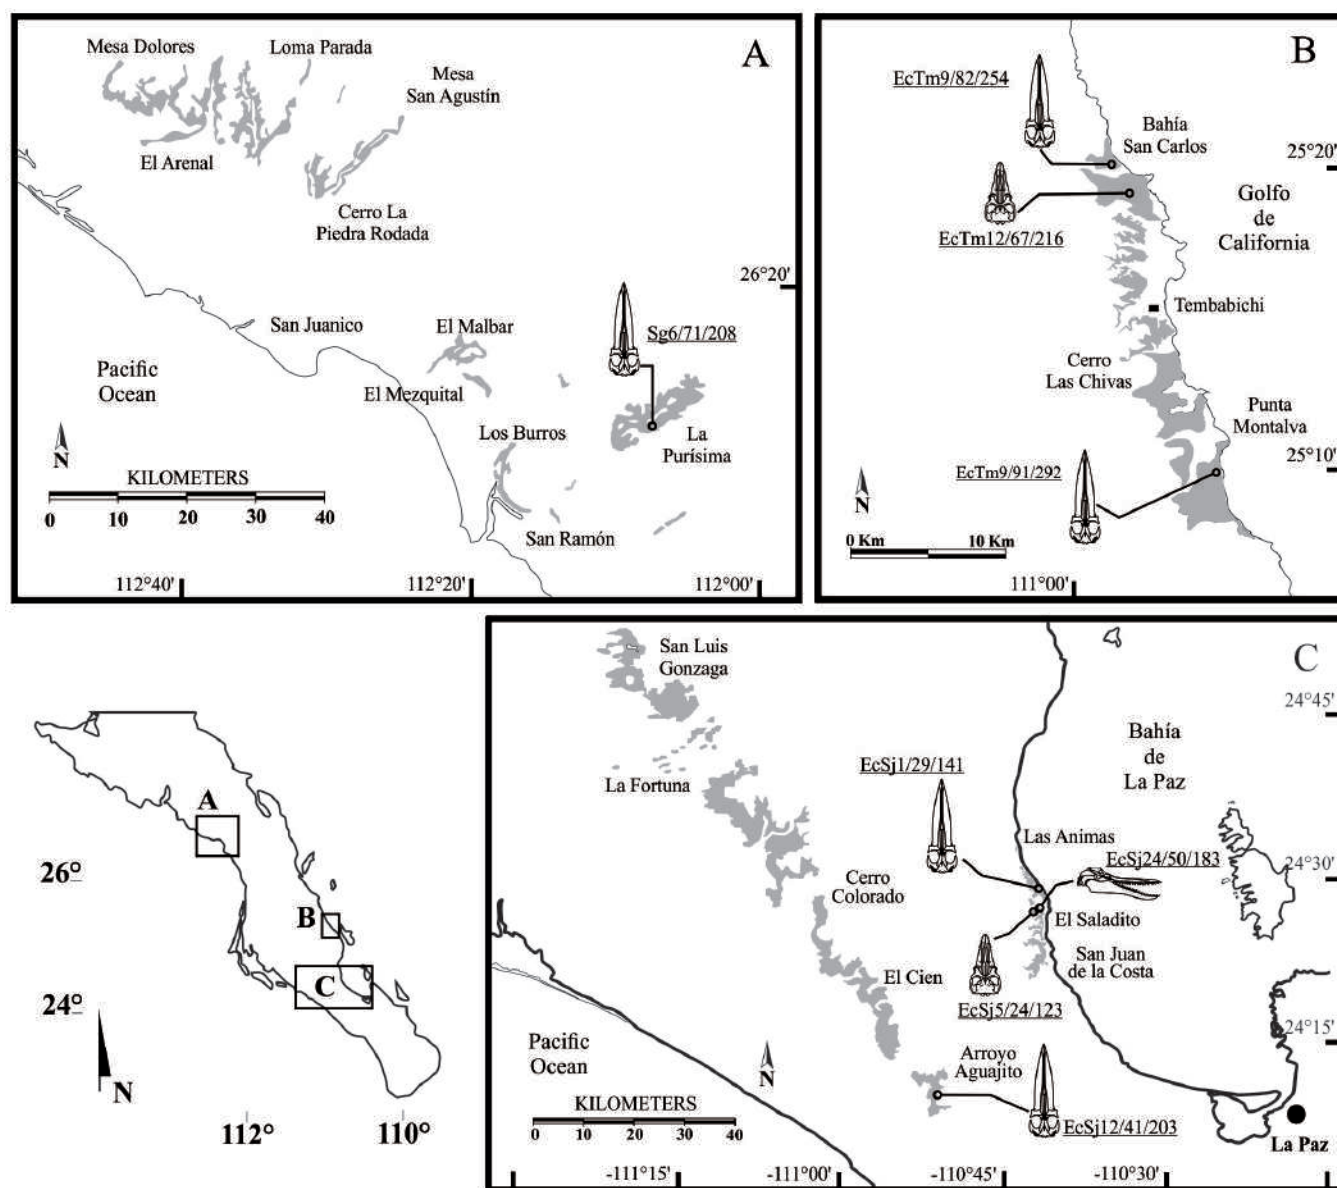 A
Mesa Dolores
Loma Parada
Mesa
San Agustín
El Arenal
Cerro La
Piedra Rodada
26°20'
San Juanico
El Malbar
Sg6/71/208
Pacific
Ocean
El Mezquital
Los Burros
La
Purísima
N
KILOMETERS
0 10 20 30 40
San Ramón
112°40' 112°20' 112°00'
B
EcTm9/82/254
Bahía
San Carlos
25°20'
Golfo
de
California
EcTm12/67/216
Tembabichi
Cerro
Las Chivas
Punta
Montalva
25°10'
EcTm9/91/292
N
0 Km 10 Km
111°00'
A
26°
B
C
24°
N
112° 110°
C
San Luis
Gonzaga
24°45'
Bahía
de
La Paz
EcSj1/29/141
La Fortuna
Las Animas
EcSj24/50/183
24°30'
Cerro
Colorado
El Saladito
San Juan
de la Costa
El Cien
EcSj5/24/123
24°15'
Pacific
Ocean
N
Arroyo
Aguajito
KILOMETERS
0 10 20 30 40
EcSj12/41/203
La Paz
-111°15' -111°00' -110°45' -110°30'